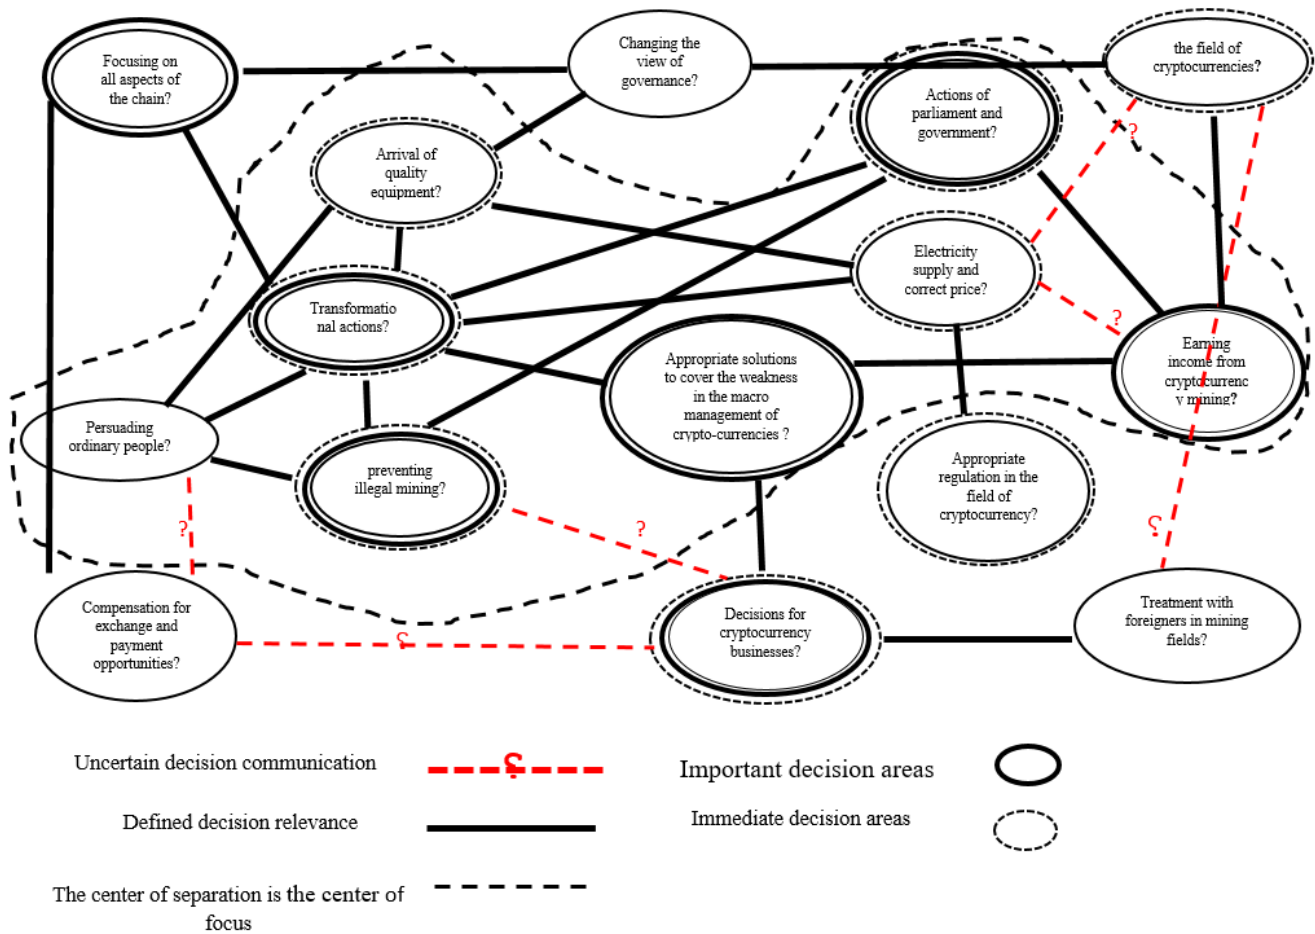 Focusing on
all aspects of
the chain?
Changing the
view of
governance?
the field of
cryptocurrencies?
Actions of
parliament and
government?
?
Arrival of
quality
equipment?
Electricity
supply and
correct price?
Transformatio
nal actions?
?
Appropriate solutions
to cover the weakness
in the macro
management of
crypto-currencies ?
Earning
income from
cryptocurrenc
y mining?
Persuading
ordinary people?
preventing
illegal mining?
Appropriate
regulation in the
field of
cryptocurrency?
?
?
؟
Compensation for
exchange and
payment
opportunities?
؟
Decisions for
cryptocurrency
businesses?
Treatment with
foreigners in mining
fields?
Uncertain decision communication
؟
Important decision areas
Defined decision relevance
Immediate decision areas
The center of separation is the center of
focus